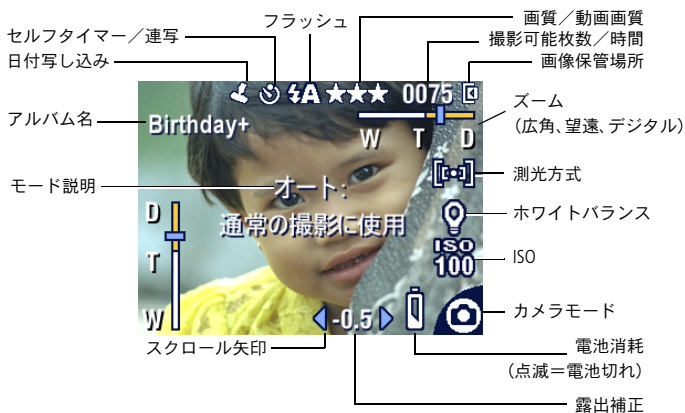 フラッシュ
画質／動画画質
セルフタイマー／連写
撮影可能枚数／時間
日付写し込み
画像保管場所
A 0075
アルバム名
Birthday+
ズーム
（広角、望遠、デジタル）
W T D
測光方式
モード説明
オート:
通常の撮影に使用
ホワイトバランス
D
T
W
ISO
100
ISO
-0.5
カメラモード
スクロール矢印
電池消耗
（点滅＝電池切れ）
露出補正